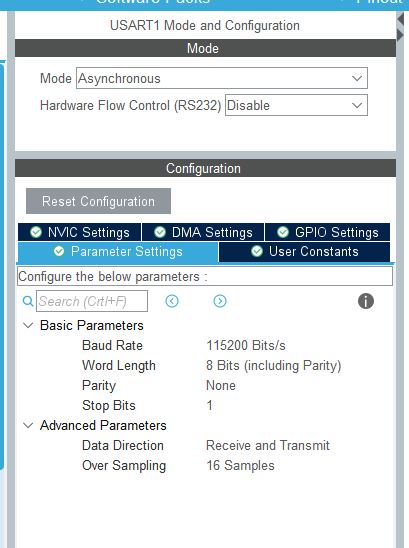 Software Packs
Pinout
USART1 Mode and Configuration
Mode
Mode Asynchronous
Hardware Flow Control (RS232) Disable
Configuration
Reset Configuration
NVIC Settings DMA Settings GPIO Settings
Parameter Settings User Constants
Configure the below parameters :
Search (Crtl+F)
Basic Parameters
Baud Rate 115200 Bits/s
Word Length 8 Bits (including Parity)
Parity None
Stop Bits 1
Advanced Parameters
Data Direction Receive and Transmit
Over Sampling 16 Samples